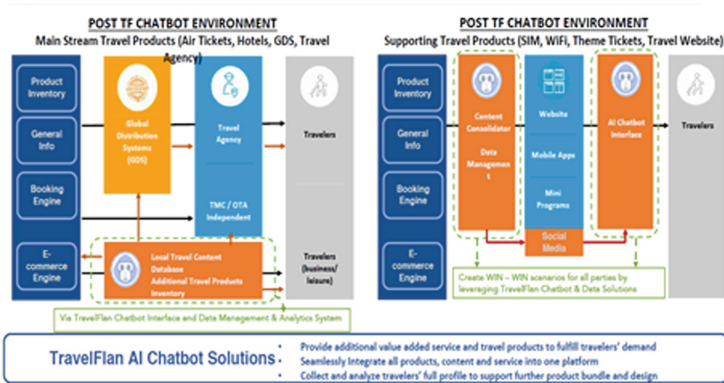 POST TF CHATBOT ENVIRONMENT
Main Stream Travel Products (Air Tickets, Hotels, GDS, Travel
Agency)
Product
Inventory
General
Info
Booking
Engine
E-
commerce
Engine
Global
Distribution
Systems
(GDS)
Travel
Agency
TMC / OTA
Independent
Travelers
Travelers
(business/
leisure)
Local Travel Content
Database
Additional Travel Products
Inventory
Via TravelFlan Chatbot Interface and Data Management & Analytics System
POST TF CHATBOT ENVIRONMENT
Supporting Travel Products (SIM, WiFi, Theme Tickets, Travel Website)
Product
Inventory
General
Info
Booking
Engine
E-
commerce
Engine
Content
Consolidator
Data
Managemen
t
Website
Mobile Apps
Mini
Programs
Social
Media
AI Chatbot
Interface
Travelers
Create WIN – WIN scenarios for all parties by
leveraging TravelFlan Chatbot & Data Solutions
TravelFlan AI Chatbot Solutions
• Provide additional value added service and travel products to fulfill travelers' demand
• Seamlessly Integrate all products, content and service into one platform
• Collect and analyze travelers' full profile to support further product bundle and design